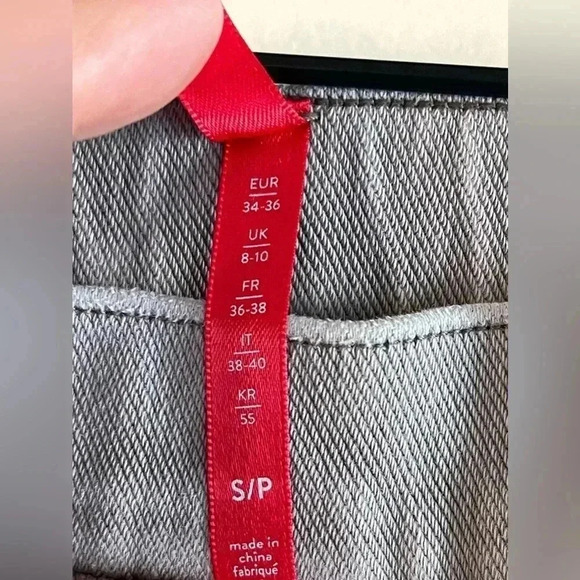 EUR
34-36
UK
8-10
FR
36-38
IT
38-40
KR
55
S/P
made in
china
fabriqué